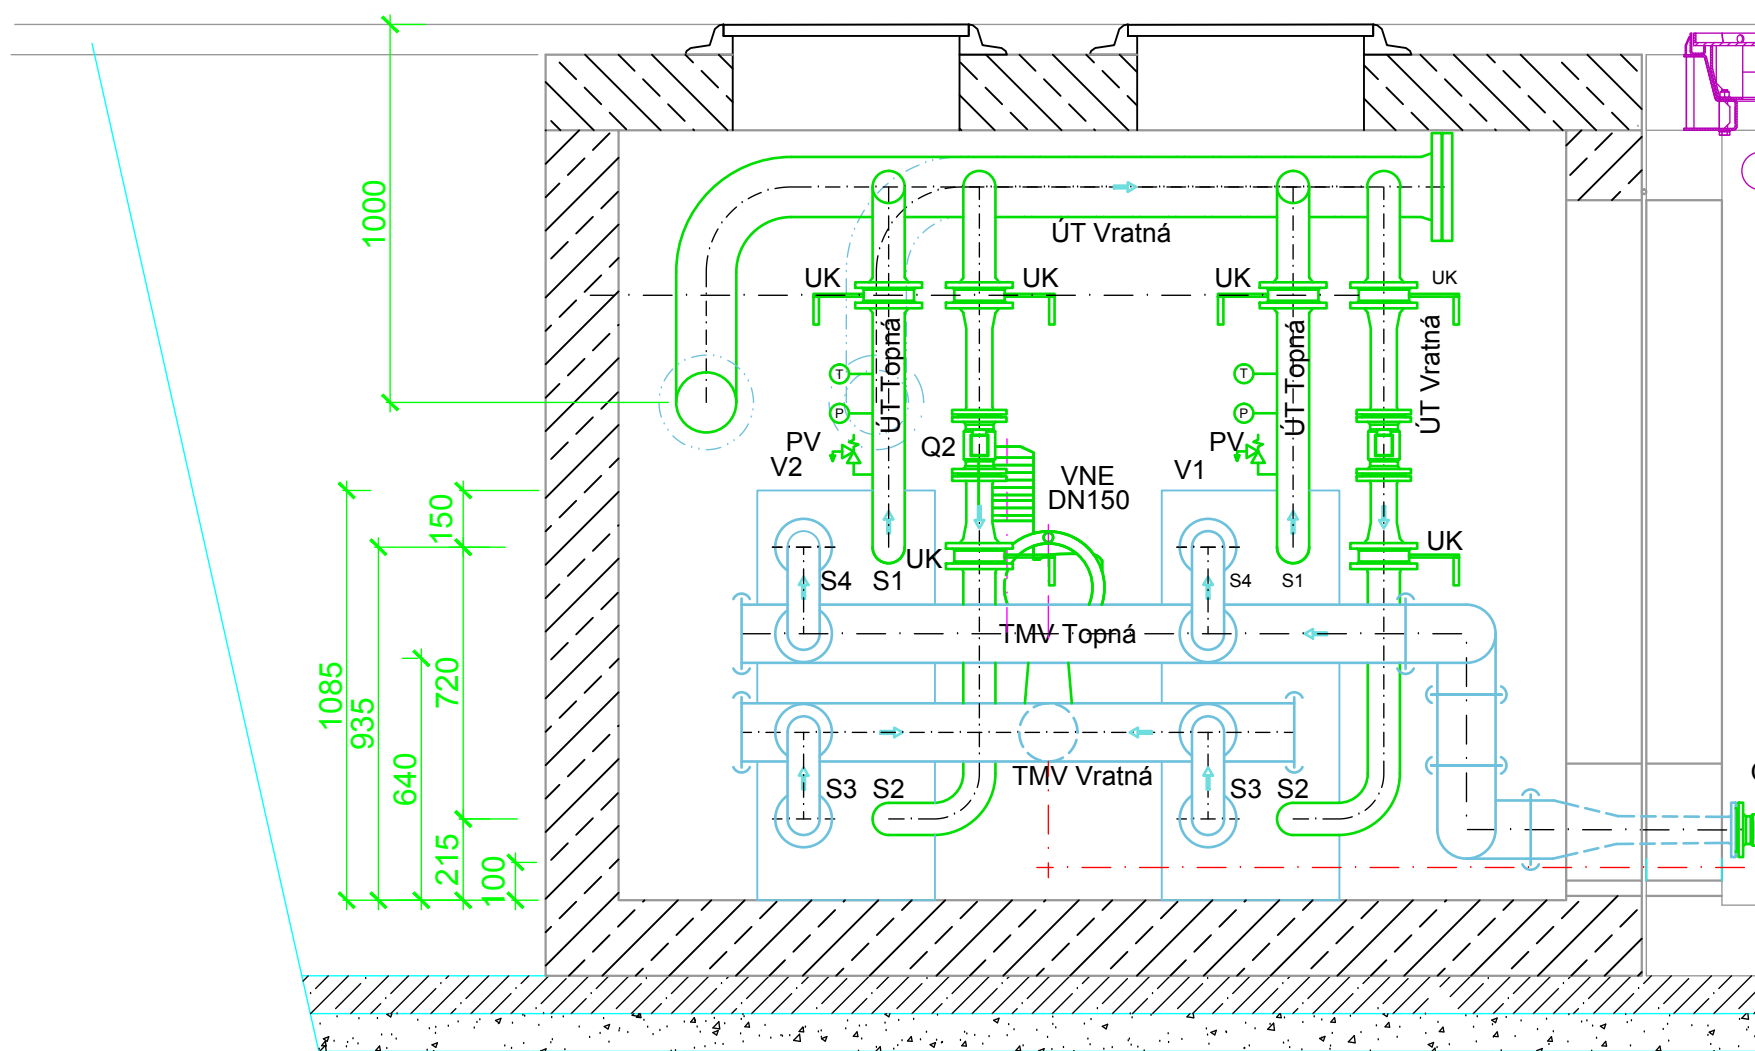 1000
ÚT Vratná
UK
UK
UK
UK
ÚT Topná
ÚT Topná
ÚT Vratná
T
T
P
P
PV
V2
Q2
PV
V1
VNE
DN150
150
UK
UK
S4
S1
S4
S1
TMV Topná
1085
935
720
640
TMV Vratná
S3
S2
S3
S2
215
100